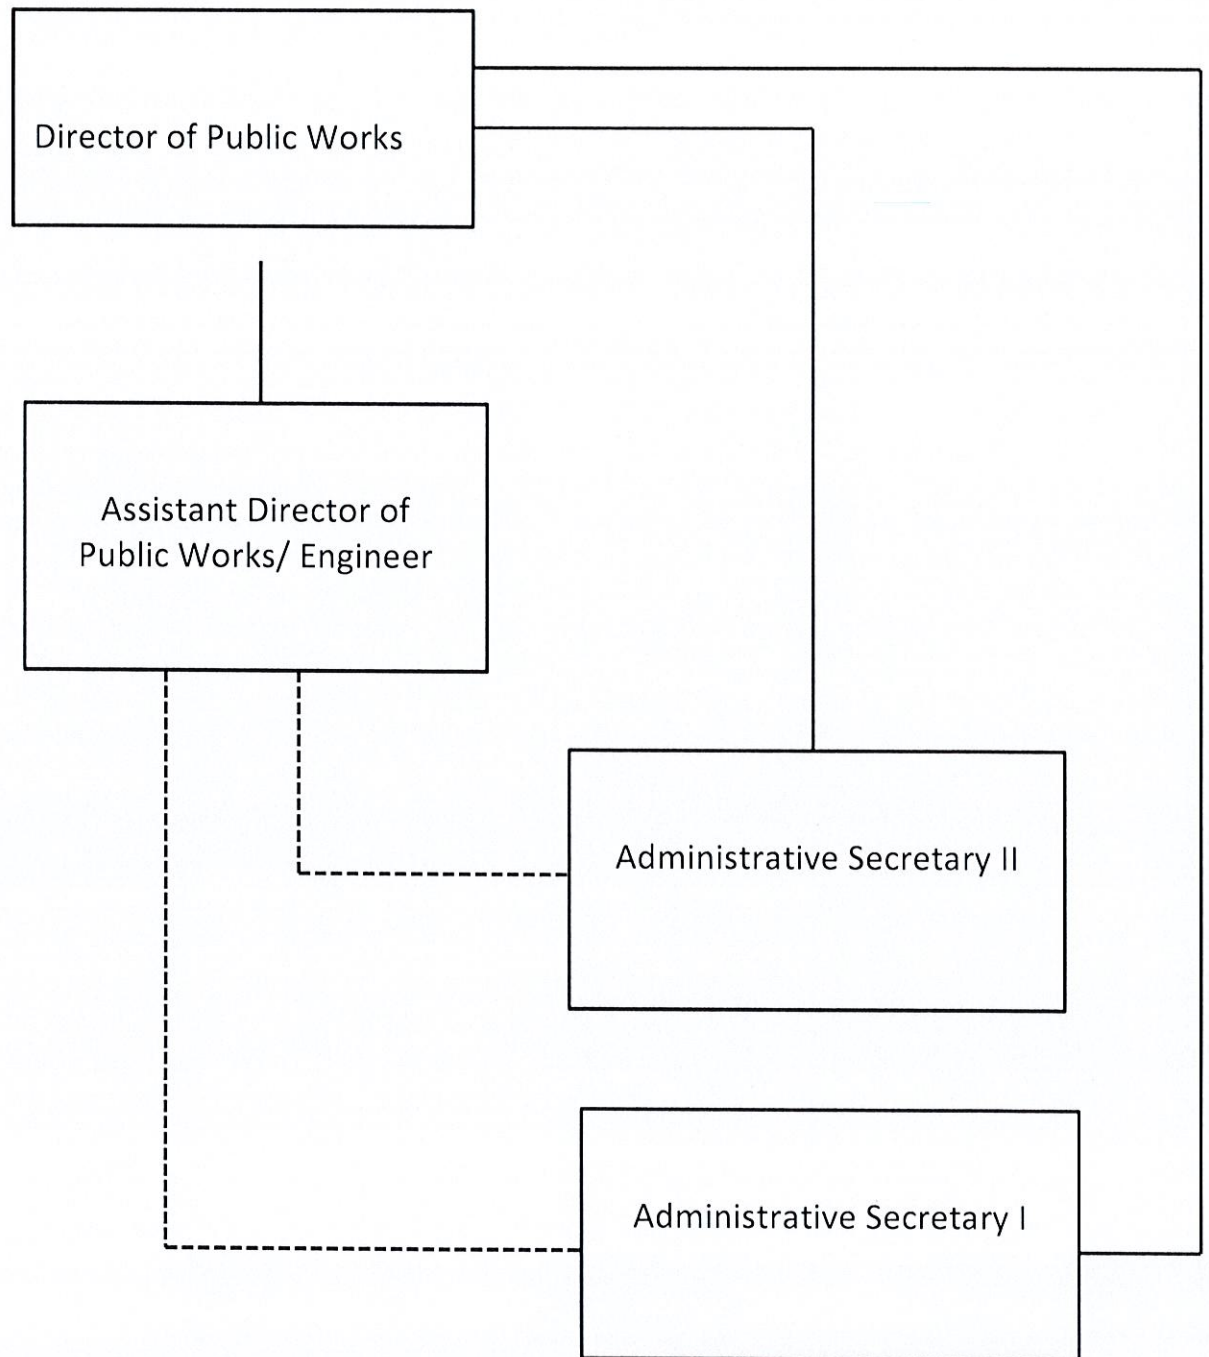 Director of Public Works
Assistant Director of
Public Works/ Engineer
Administrative Secretary II
Administrative Secretary I